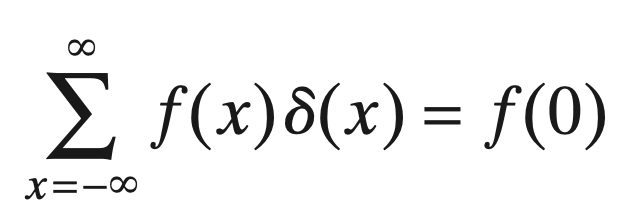 ∞
∑ f(x)δ(x) = f(0)
x=−∞